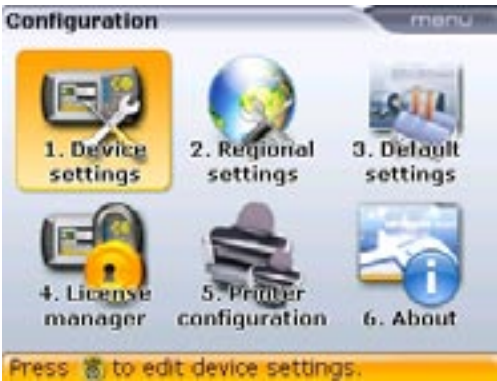 Configuration
menu
1. Device
settings
2. Regional
settings
3. Default
settings
4. License
manager
5. Printer
configuration
6. About
Press to edit device settings.